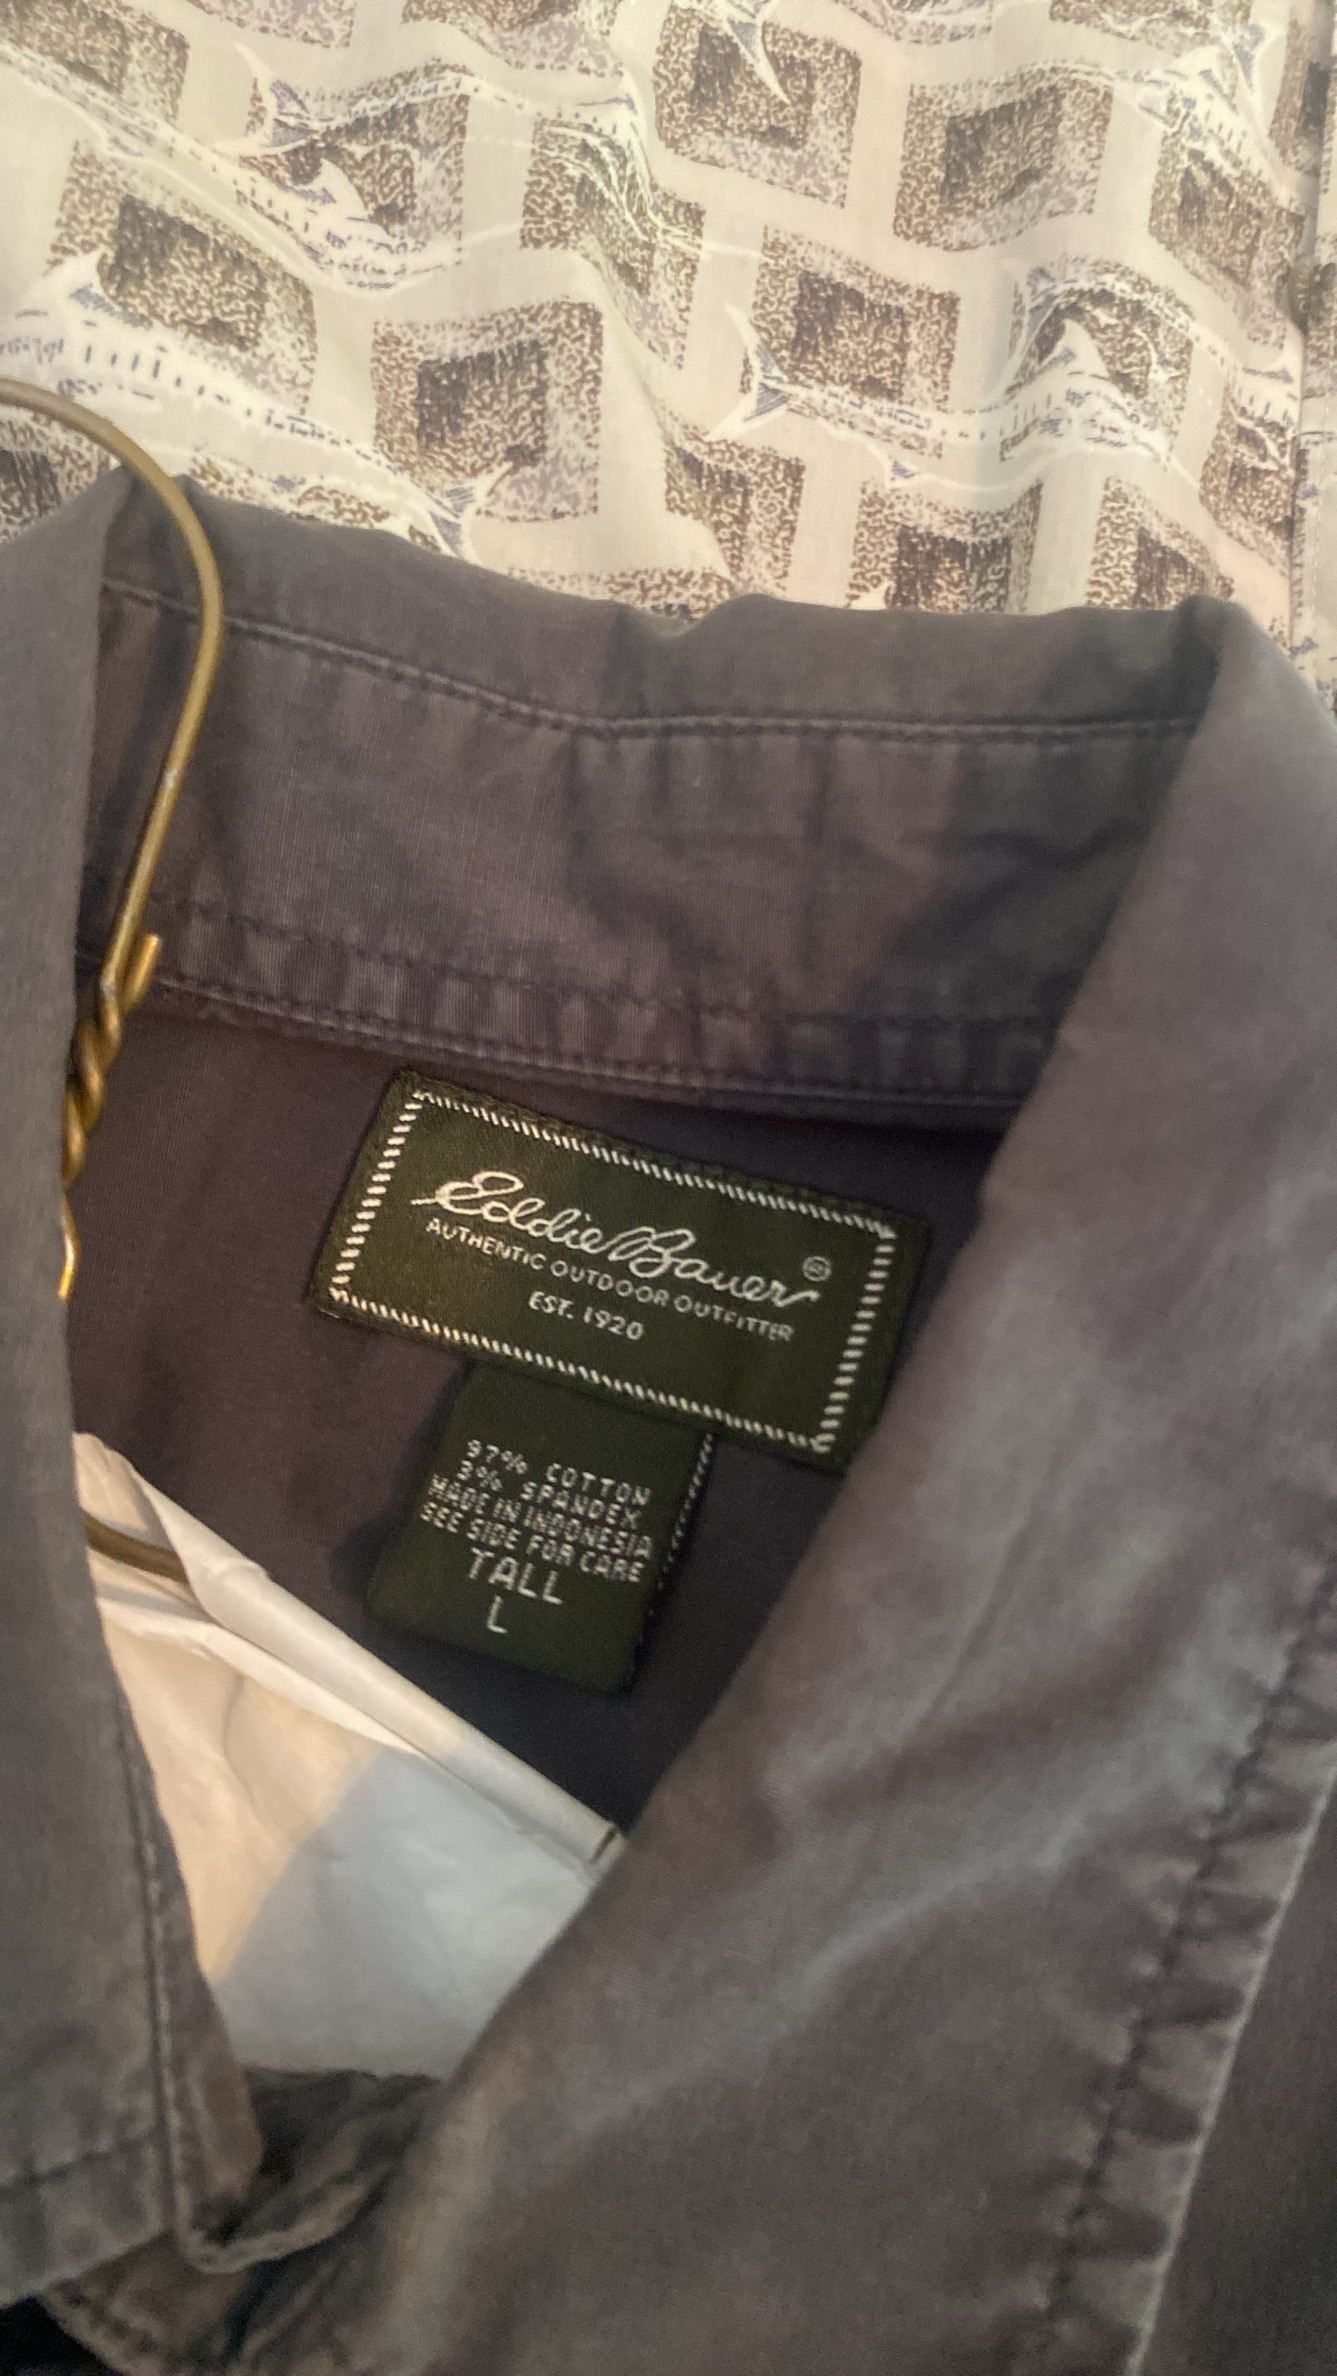 Eddie Bauer ®
AUTHENTIC OUTDOOR OUTFITTER
EST. 1920
97% COTTON
3% SPANDEX
MADE IN INDONESIA
SEE SIDE FOR CARE
TALL
L